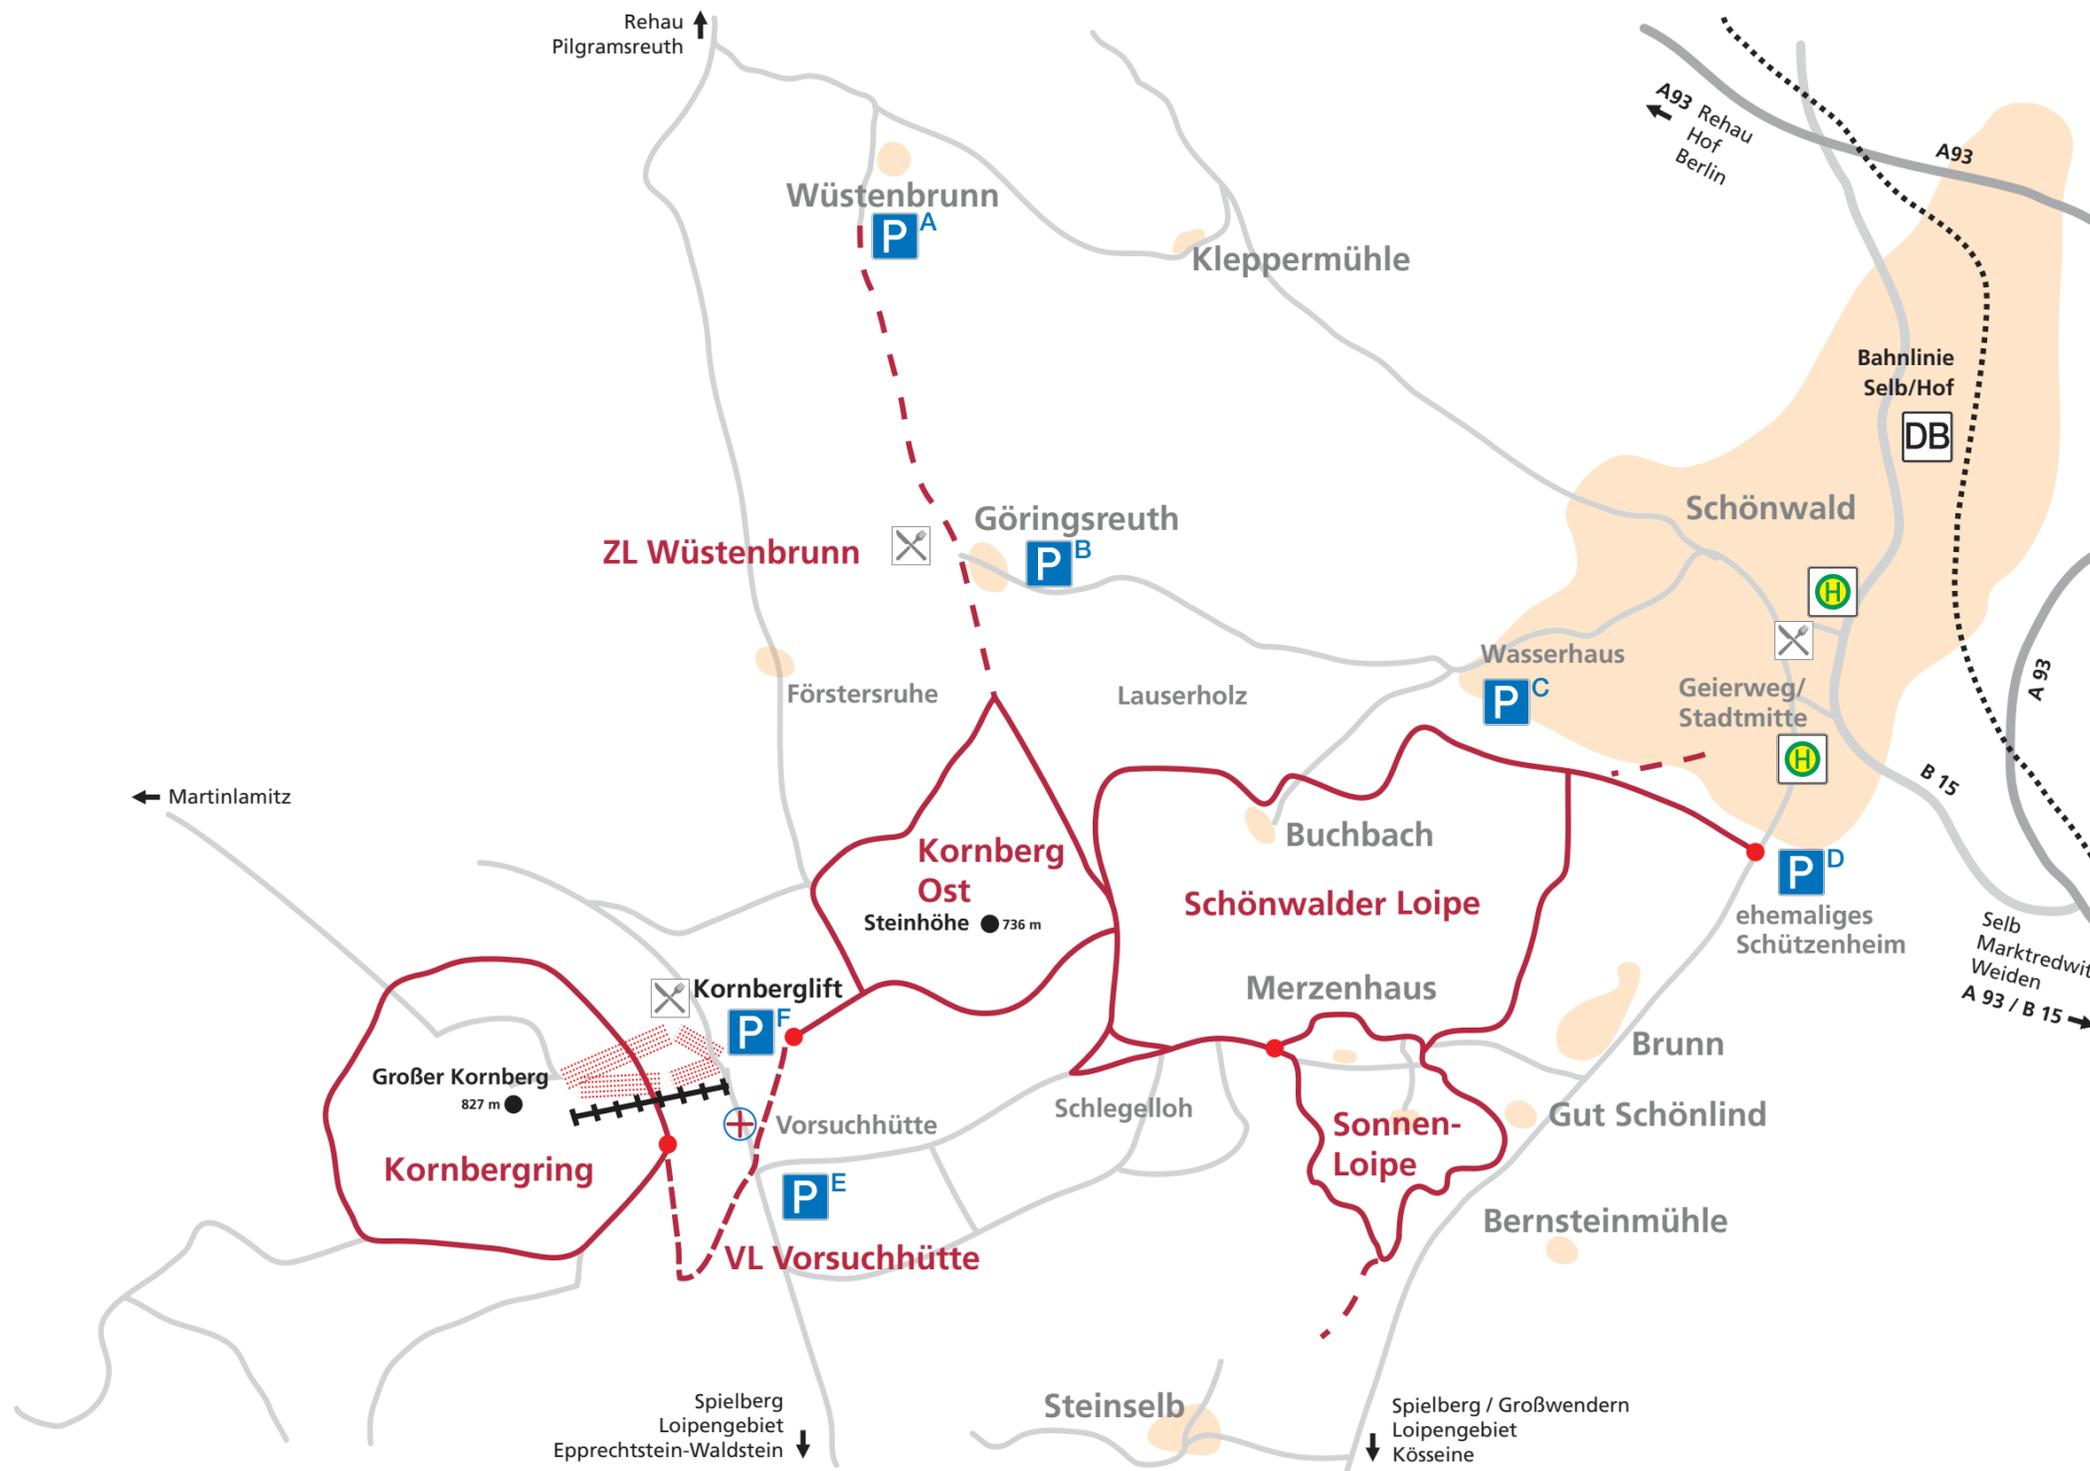 Rehau
Pilgramsreuth
A93 Rehau
Hof
Berlin
A93
Wüstenbrunn
P A
Kleppermühle
Bahnlinie
Selb/Hof
DB
Schönwald
Göringsreuth
P B
ZL Wüstenbrunn
H
Wasserhaus
P C
Geierweg/
Stadtmitte
A 93
Förstersruhe
Lauserholz
H
B 15
Martinlamitz
Buchbach
Kornberg
Ost
Steinhöhe 736 m
Schönwalder Loipe
P D
ehemaliges
Schützenheim
Selb
Marktredwit
Weiden
A 93 / B 15
Kornberglift
P F
Merzenhaus
Brunn
Großer Kornberg
827 m
Vorsuchhütte
Schlegelloh
Gut Schönlind
Sonnen-
Loipe
Kornbergring
P E
Bernsteinmühle
VL Vorsuchhütte
Spielberg
Loipengebiet
Epprechtstein-Waldstein
Steinselb
Spielberg / Großwendern
Loipengebiet
Kösseine